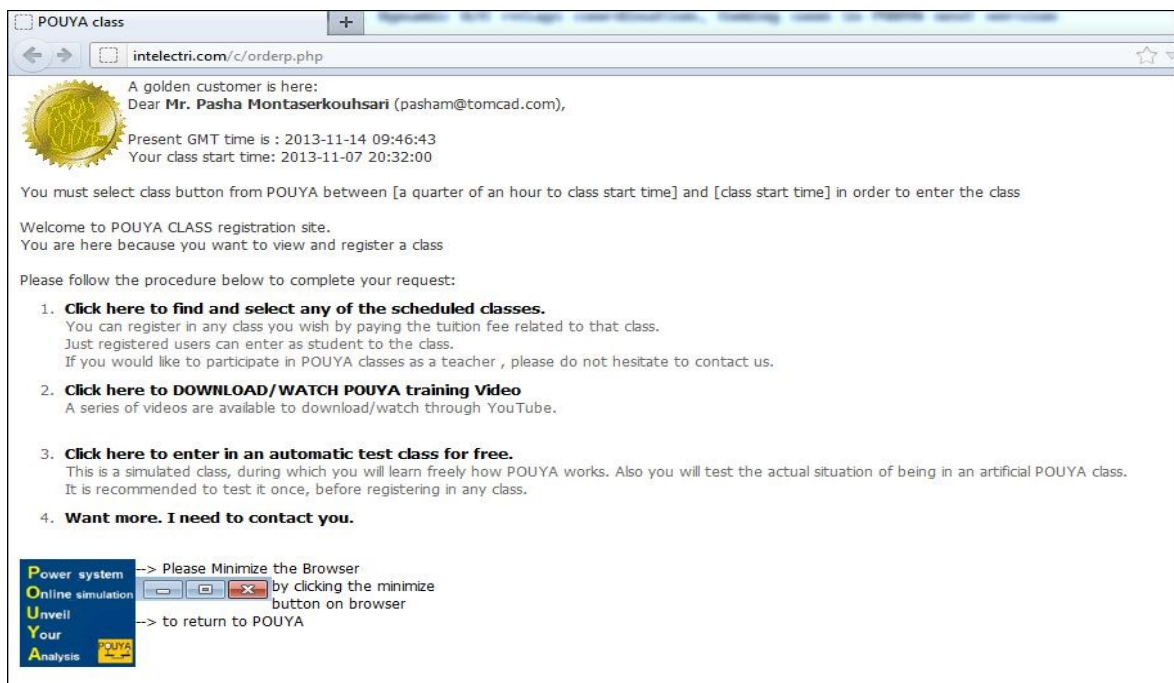 POUYA class
+
intelectri.com/c/orderp.php
A golden customer is here:
Dear Mr. Pasha Montaserkouhsari (pasham@tomcad.com),
Present GMT time is : 2013-11-14 09:46:43
Your class start time: 2013-11-07 20:32:00
You must select class button from POUYA between [a quarter of an hour to class start time] and [class start time] in order to enter the class
Welcome to POUYA CLASS registration site.
You are here because you want to view and register a class
Please follow the procedure below to complete your request:
1. Click here to find and select any of the scheduled classes.
You can register in any class you wish by paying the tuition fee related to that class.
Just registered users can enter as student to the class.
If you would like to participate in POUYA classes as a teacher , please do not hesitate to contact us.
2. Click here to DOWNLOAD/WATCH POUYA training Video
A series of videos are available to download/watch through YouTube.
3. Click here to enter in an automatic test class for free.
This is a simulated class, during which you will learn freely how POUYA works. Also you will test the actual situation of being in an artificial POUYA class.
It is recommended to test it once, before registering in any class.
4. Want more. I need to contact you.
Power system
Online simulation
Unveil
Your
Analysis
POUYA
--> Please Minimize the Browser
by clicking the minimize
button on browser
--> to return to POUYA